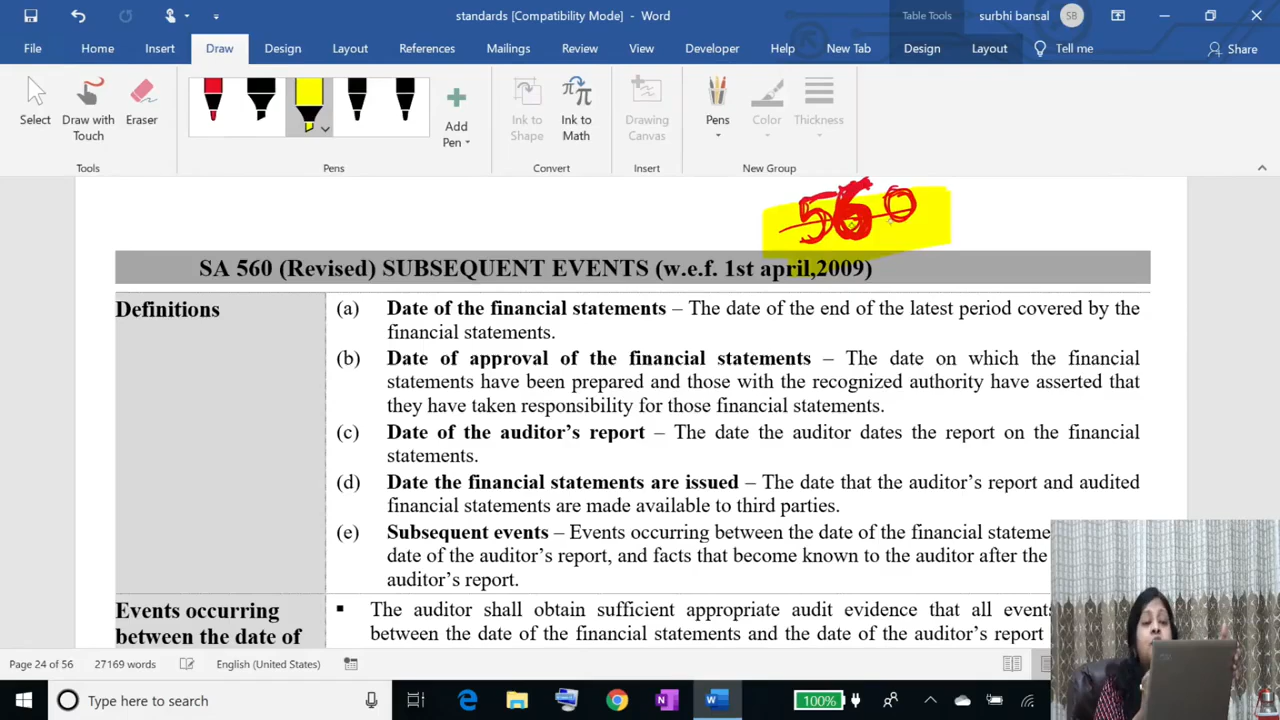 standards [Compatibility Mode] - Word
Table Tools
surbhi bansal
SB
File Home Insert Draw Design Layout References Mailings Review View Developer Help New Tab Design Layout Tell me Share
Select
Draw with Touch
Eraser
Add Pen
Ink to Shape
Ink to Math
Drawing Canvas
Pens
Color
Thickness
Tools
Pens
Convert
Insert
New Group
560
SA 560 (Revised) SUBSEQUENT EVENTS (w.e.f. 1st april,2009)
Definitions
(a) Date of the financial statements – The date of the end of the latest period covered by the
financial statements.
(b) Date of approval of the financial statements – The date on which the financial
statements have been prepared and those with the recognized authority have asserted that
they have taken responsibility for those financial statements.
(c) Date of the auditor's report – The date the auditor dates the report on the financial
statements.
(d) Date the financial statements are issued – The date that the auditor's report and audited
financial statements are made available to third parties.
(e) Subsequent events – Events occurring between the date of the financial stateme
date of the auditor's report, and facts that become known to the auditor after the
auditor's report.
Events occurring
between the date of
▪ The auditor shall obtain sufficient appropriate audit evidence that all events
between the date of the financial statements and the date of the auditor's report
Page 24 of 56 27169 words English (United States)
Type here to search
100%